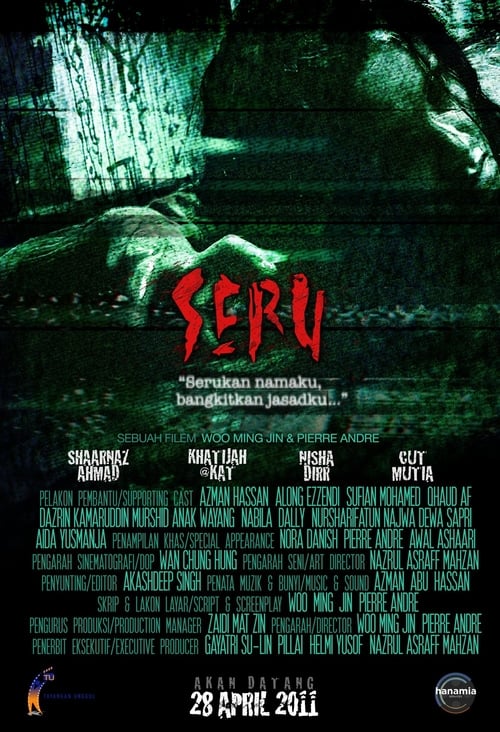 SERU
"Serukan namaku,
bangkitkan jasadku..."
SEBUAH FILEM WOO MING JIN & PIERRE ANDRE
SHAARNAZ AHMAD
KHATIJAH @KAT
NISHA DIRR
CUT MUTIA
PELAKON PEMBANTU/SUPPORTING CAST AZMAN HASSAN ALONG EZZENDI SUFIAN MOHAMED QHAUD AF
DAZRIN KAMARUDDIN MURSHID ANAK WAYANG NABILA DALLY NURSHARIFATUN NAJWA DEWA SAPRI
AIDA YUSMANJA PENAMPILAN KHAS/SPECIAL APPEARANCE NORA DANISH PIERRE ANDRE AWAL ASHAARI
PENGARAH SINEMATOGRAFI/DOP WAN CHUNG HUNG PENGARAH SENI/ART DIRECTOR NAZRUL ASRAFF MAHZAN
PENYUNTING/EDITOR AKASHDEEP SINGH PENATA MUZIK & BUNYI/MUSIC & SOUND AZMAN ABU HASSAN
SKRIP & LAKON LAYAR/SCRIPT & SCREENPLAY WOO MING JIN PIERRE ANDRE
PENGURUS PRODUKSI/PRODUCTION MANAGER ZAIDI MAT ZIN PENGARAH/DIRECTOR WOO MING JIN PIERRE ANDRE
PENERBIT EKSEKUTIF/EXECUTIVE PRODUCER GAYATRI SU-LIN PILLAI HELMI YUSOF NAZRUL ASRAFF MAHZAN
AKAN DATANG
28 APRIL 2011
TU
TAYANGAN UNGGUL
hanamia